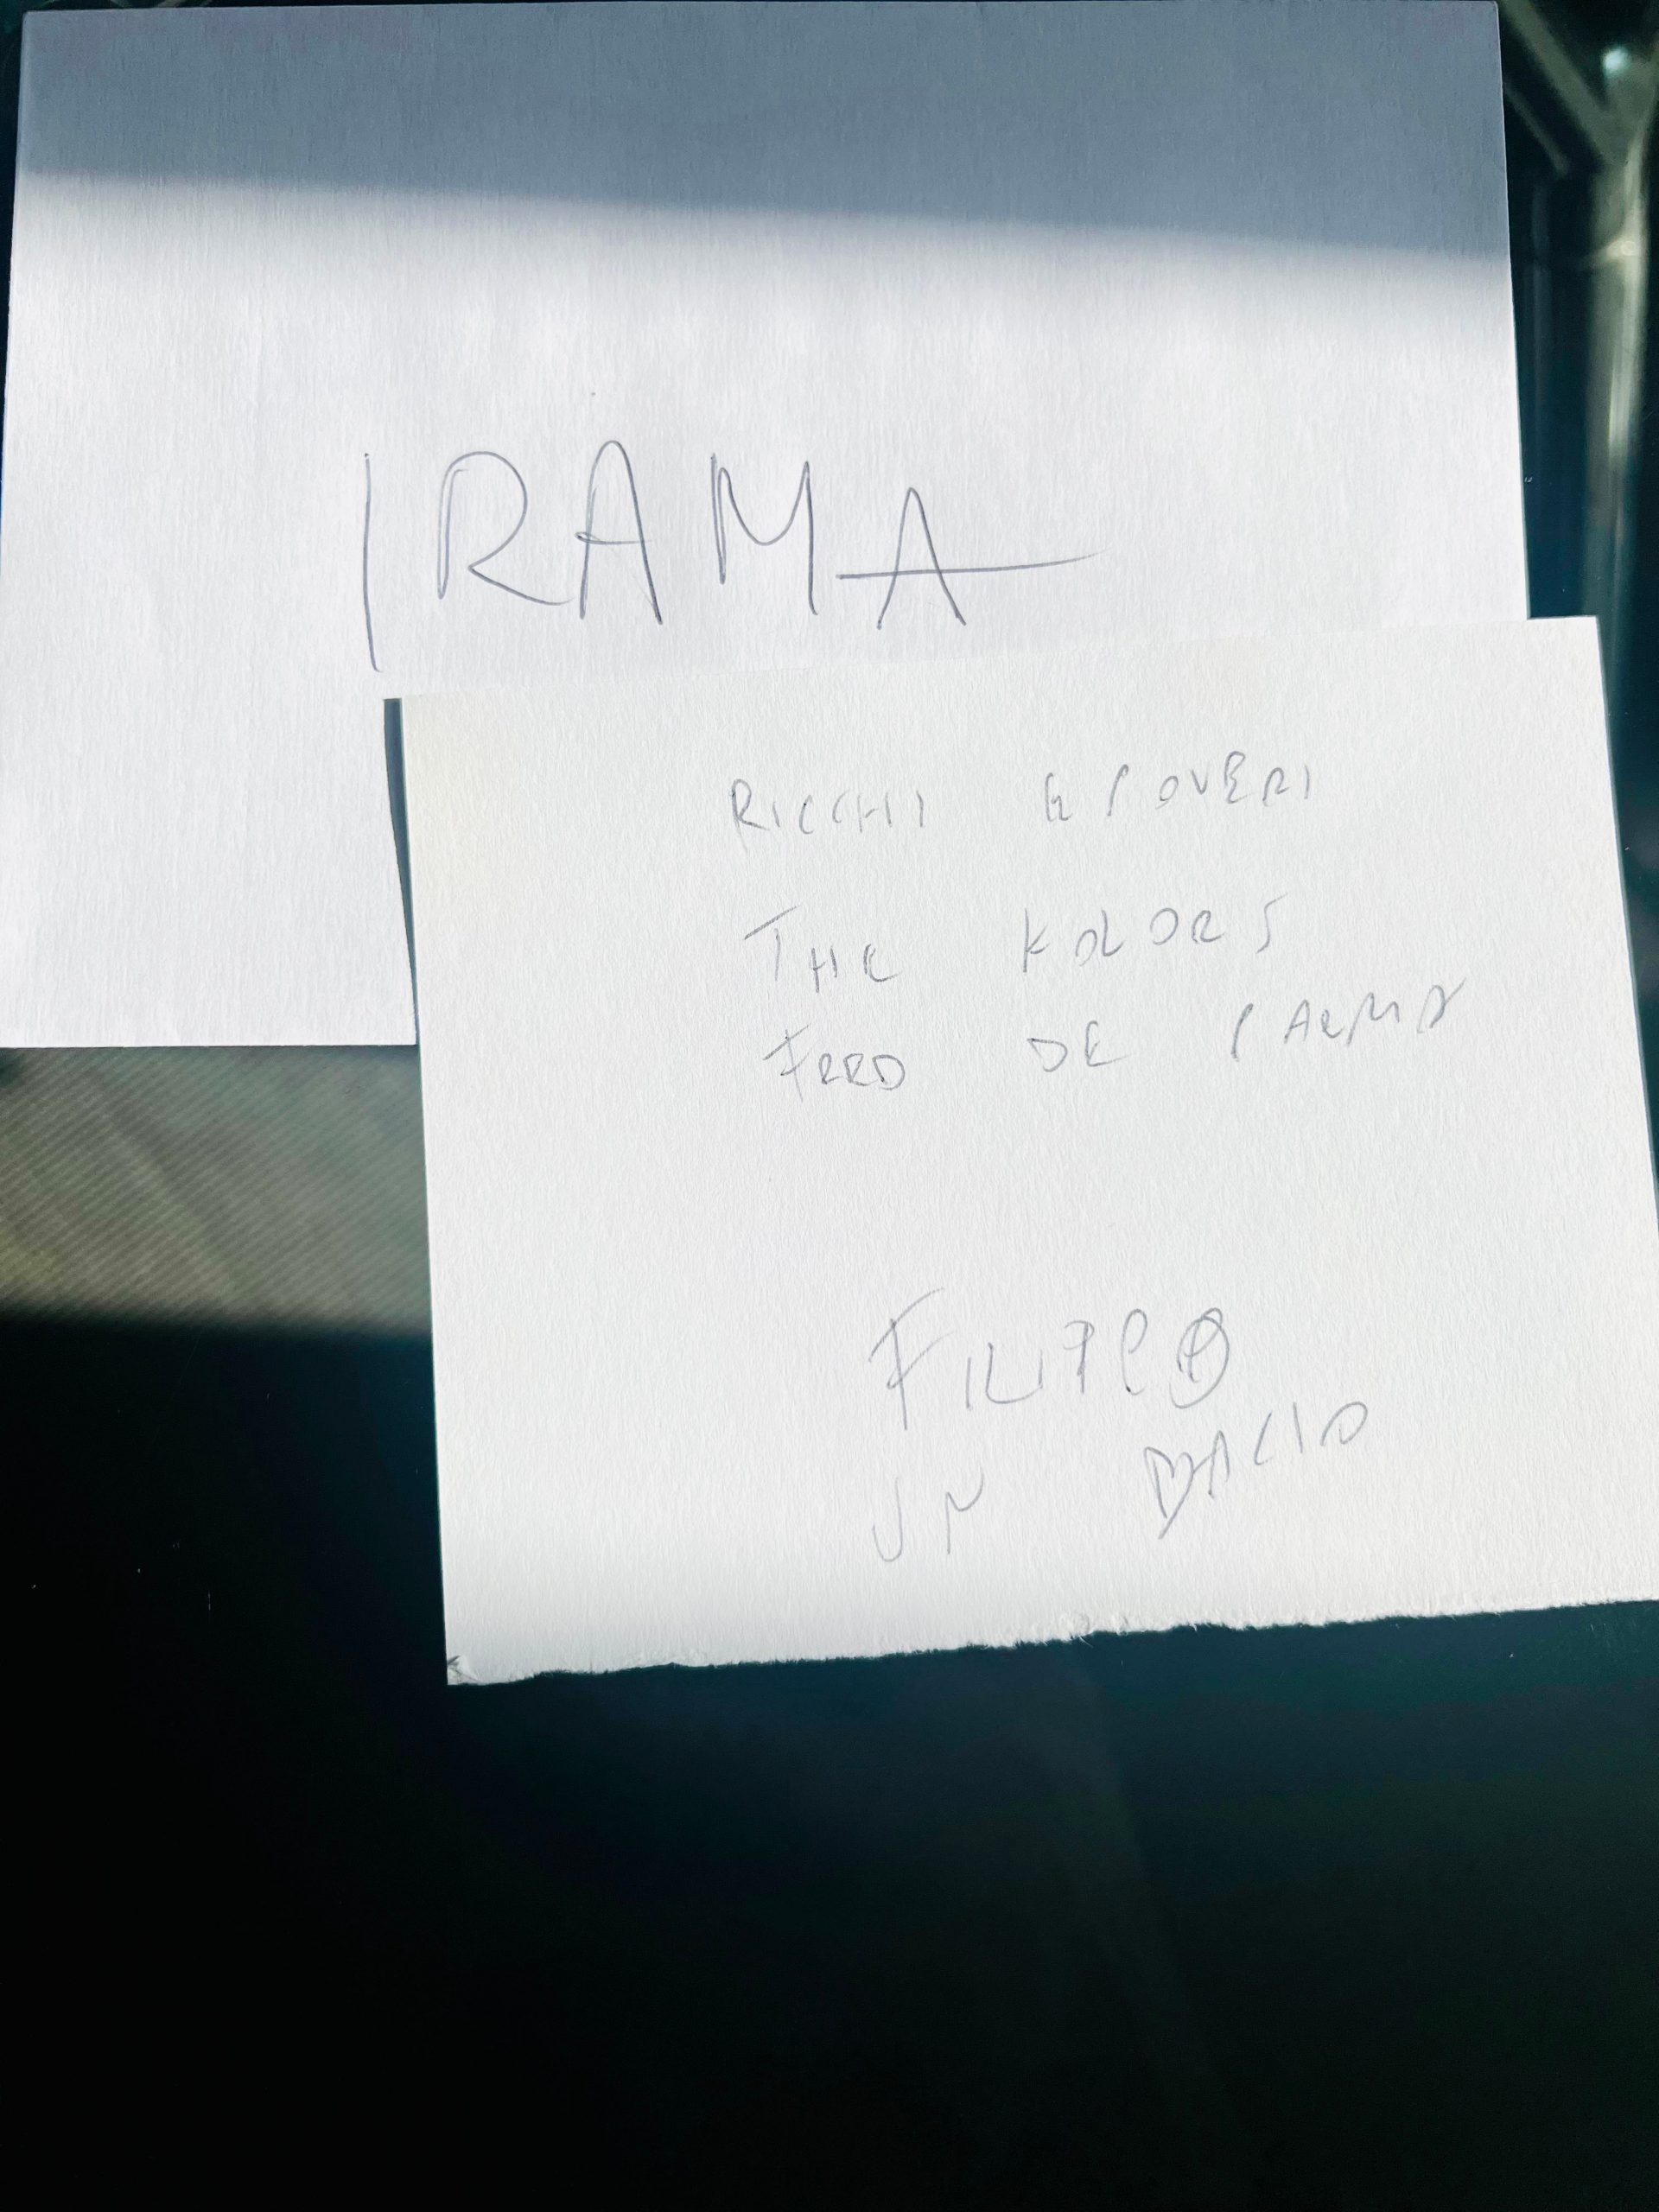 IRAMA
RICCHI E POVERI
THE KOLORS
FRED DE PALMA
FILIPPO
UN BACIO